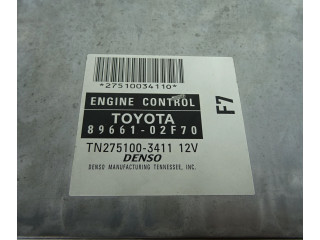 *27510034110*
ENGINE CONTROL
TOYOTA
89661-02F70
F7
TN275100-3411 12V
DENSO
DENSO MANUFACTURING TENNESSEE, INC.